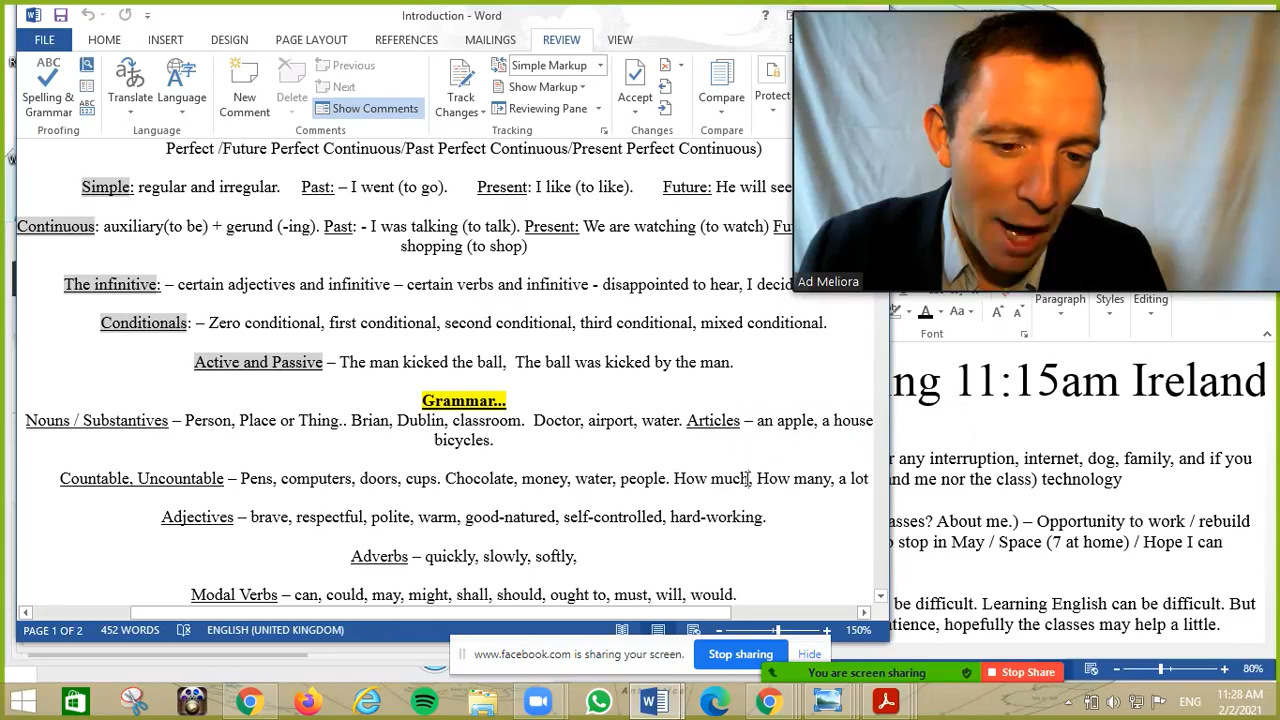 Introduction - Word
?
FILE HOME INSERT DESIGN PAGE LAYOUT REFERENCES MAILINGS REVIEW VIEW
Previous
Simple Markup
Next
Show Markup
Spelling & Grammar
Translate
Language
New Comment
Delete
Show Comments
Track Changes
Reviewing Pane
Accept
Compare
Protect
Proofing
Language
Comments
Tracking
Changes
Compare
Perfect /Future Perfect Continuous/Past Perfect Continuous/Present Perfect Continuous)
Simple: regular and irregular. Past: – I went (to go). Present: I like (to like). Future: He will see
Continuous: auxiliary(to be) + gerund (-ing). Past: - I was talking (to talk). Present: We are watching (to watch)
shopping (to shop)
The infinitive: – certain adjectives and infinitive – certain verbs and infinitive - disappointed to hear, I
Conditionals: – Zero conditional, first conditional, second conditional, third conditional, mixed conditional.
Active and Passive – The man kicked the ball, The ball was kicked by the man.
Grammar...
Nouns / Substantives – Person, Place or Thing.. Brian, Dublin, classroom. Doctor, airport, water. Articles – an apple, a house
bicycles.
Countable, Uncountable – Pens, computers, doors, cups. Chocolate, money, water, people. How much, How many, a lot
Adjectives – brave, respectful, polite, warm, good-natured, self-controlled, hard-working.
Adverbs – quickly, slowly, softly,
Modal Verbs – can, could, may, might, shall, should, ought to, must, will, would.
PAGE 1 OF 2 452 WORDS ENGLISH (UNITED KINGDOM) 150%
Ad Meliora
A Aa A A
Paragraph Styles Editing
Font
ng 11:15am Ireland
r any interruption, internet, dog, family, and if you
nd me nor the class) technology
asses? About me.) – Opportunity to work / rebuild
o stop in May / Space (7 at home) / Hope I can
be difficult. Learning English can be difficult. But
atience, hopefully the classes may help a little.
www.facebook.com is sharing your screen. Stop sharing Hide
You are screen sharing Stop Share
80%
ENG
11:28 AM
2/2/2021